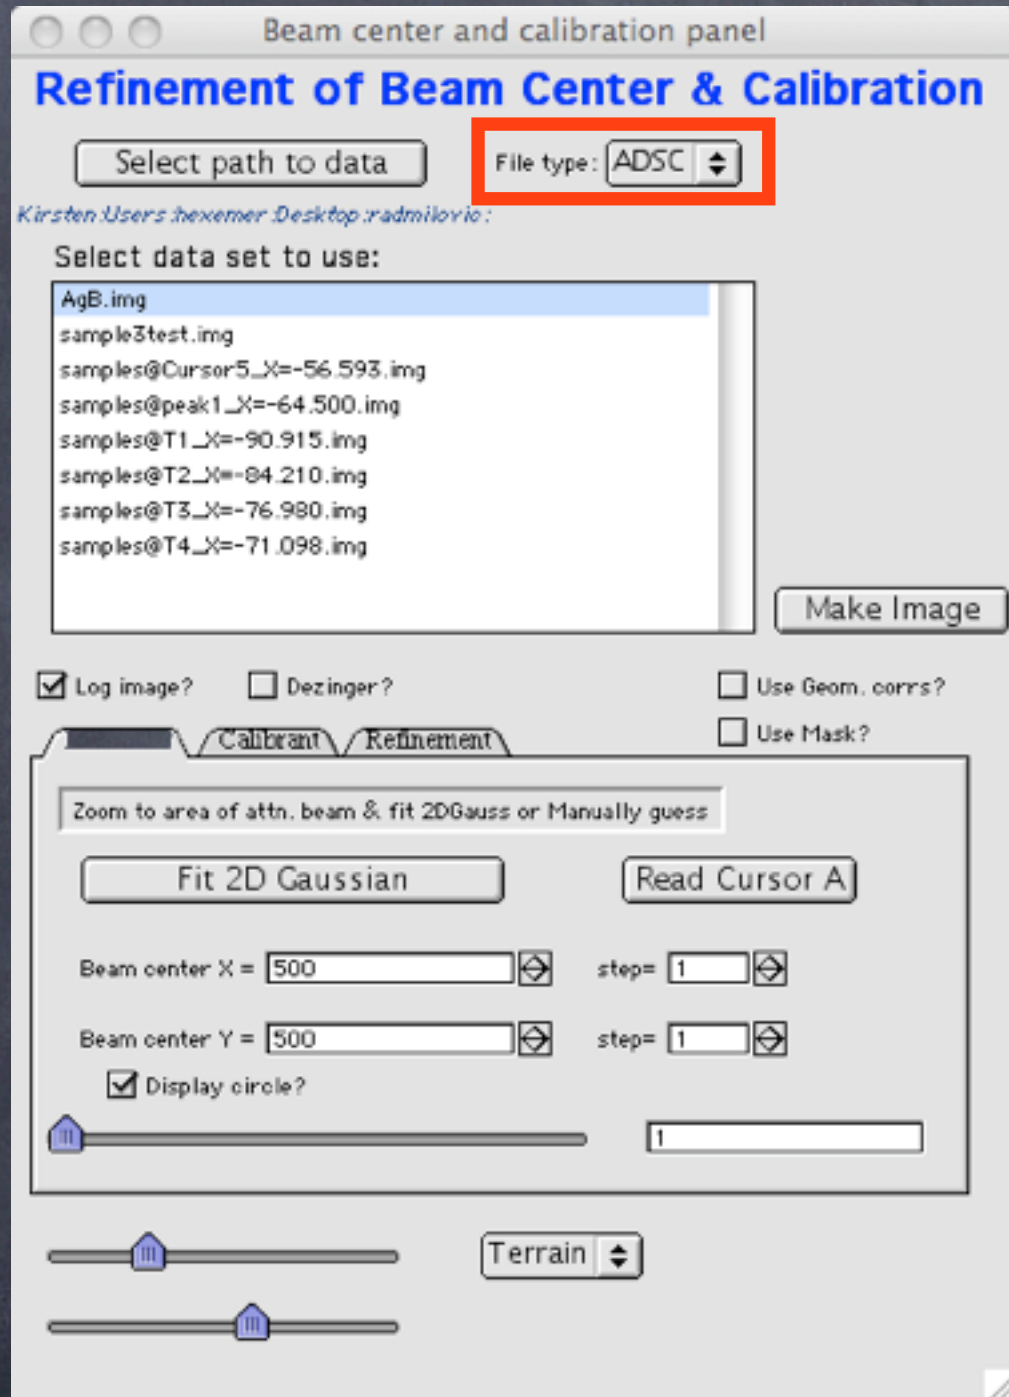 Beam center and calibration panel
Refinement of Beam Center & Calibration
Select path to data
File type: ADSC
Kirsten:Users:hexemer:Desktop:radmilovic:
Select data set to use:
AgB.img
sample3test.img
samples@Cursor5_X=-56.593.img
samples@peak1_X=-64.500.img
samples@T1_X=-90.915.img
samples@T2_X=-84.210.img
samples@T3_X=-76.980.img
samples@T4_X=-71.098.img
Make Image
Log image? Dezinger? Use Geom. corrs?
Calibrant Refinement Use Mask?
Zoom to area of attn. beam & fit 2DGauss or Manually guess
Fit 2D Gaussian Read Cursor A
Beam center X = 500 step= 1
Beam center Y = 500 step= 1
Display circle?
1
Terrain